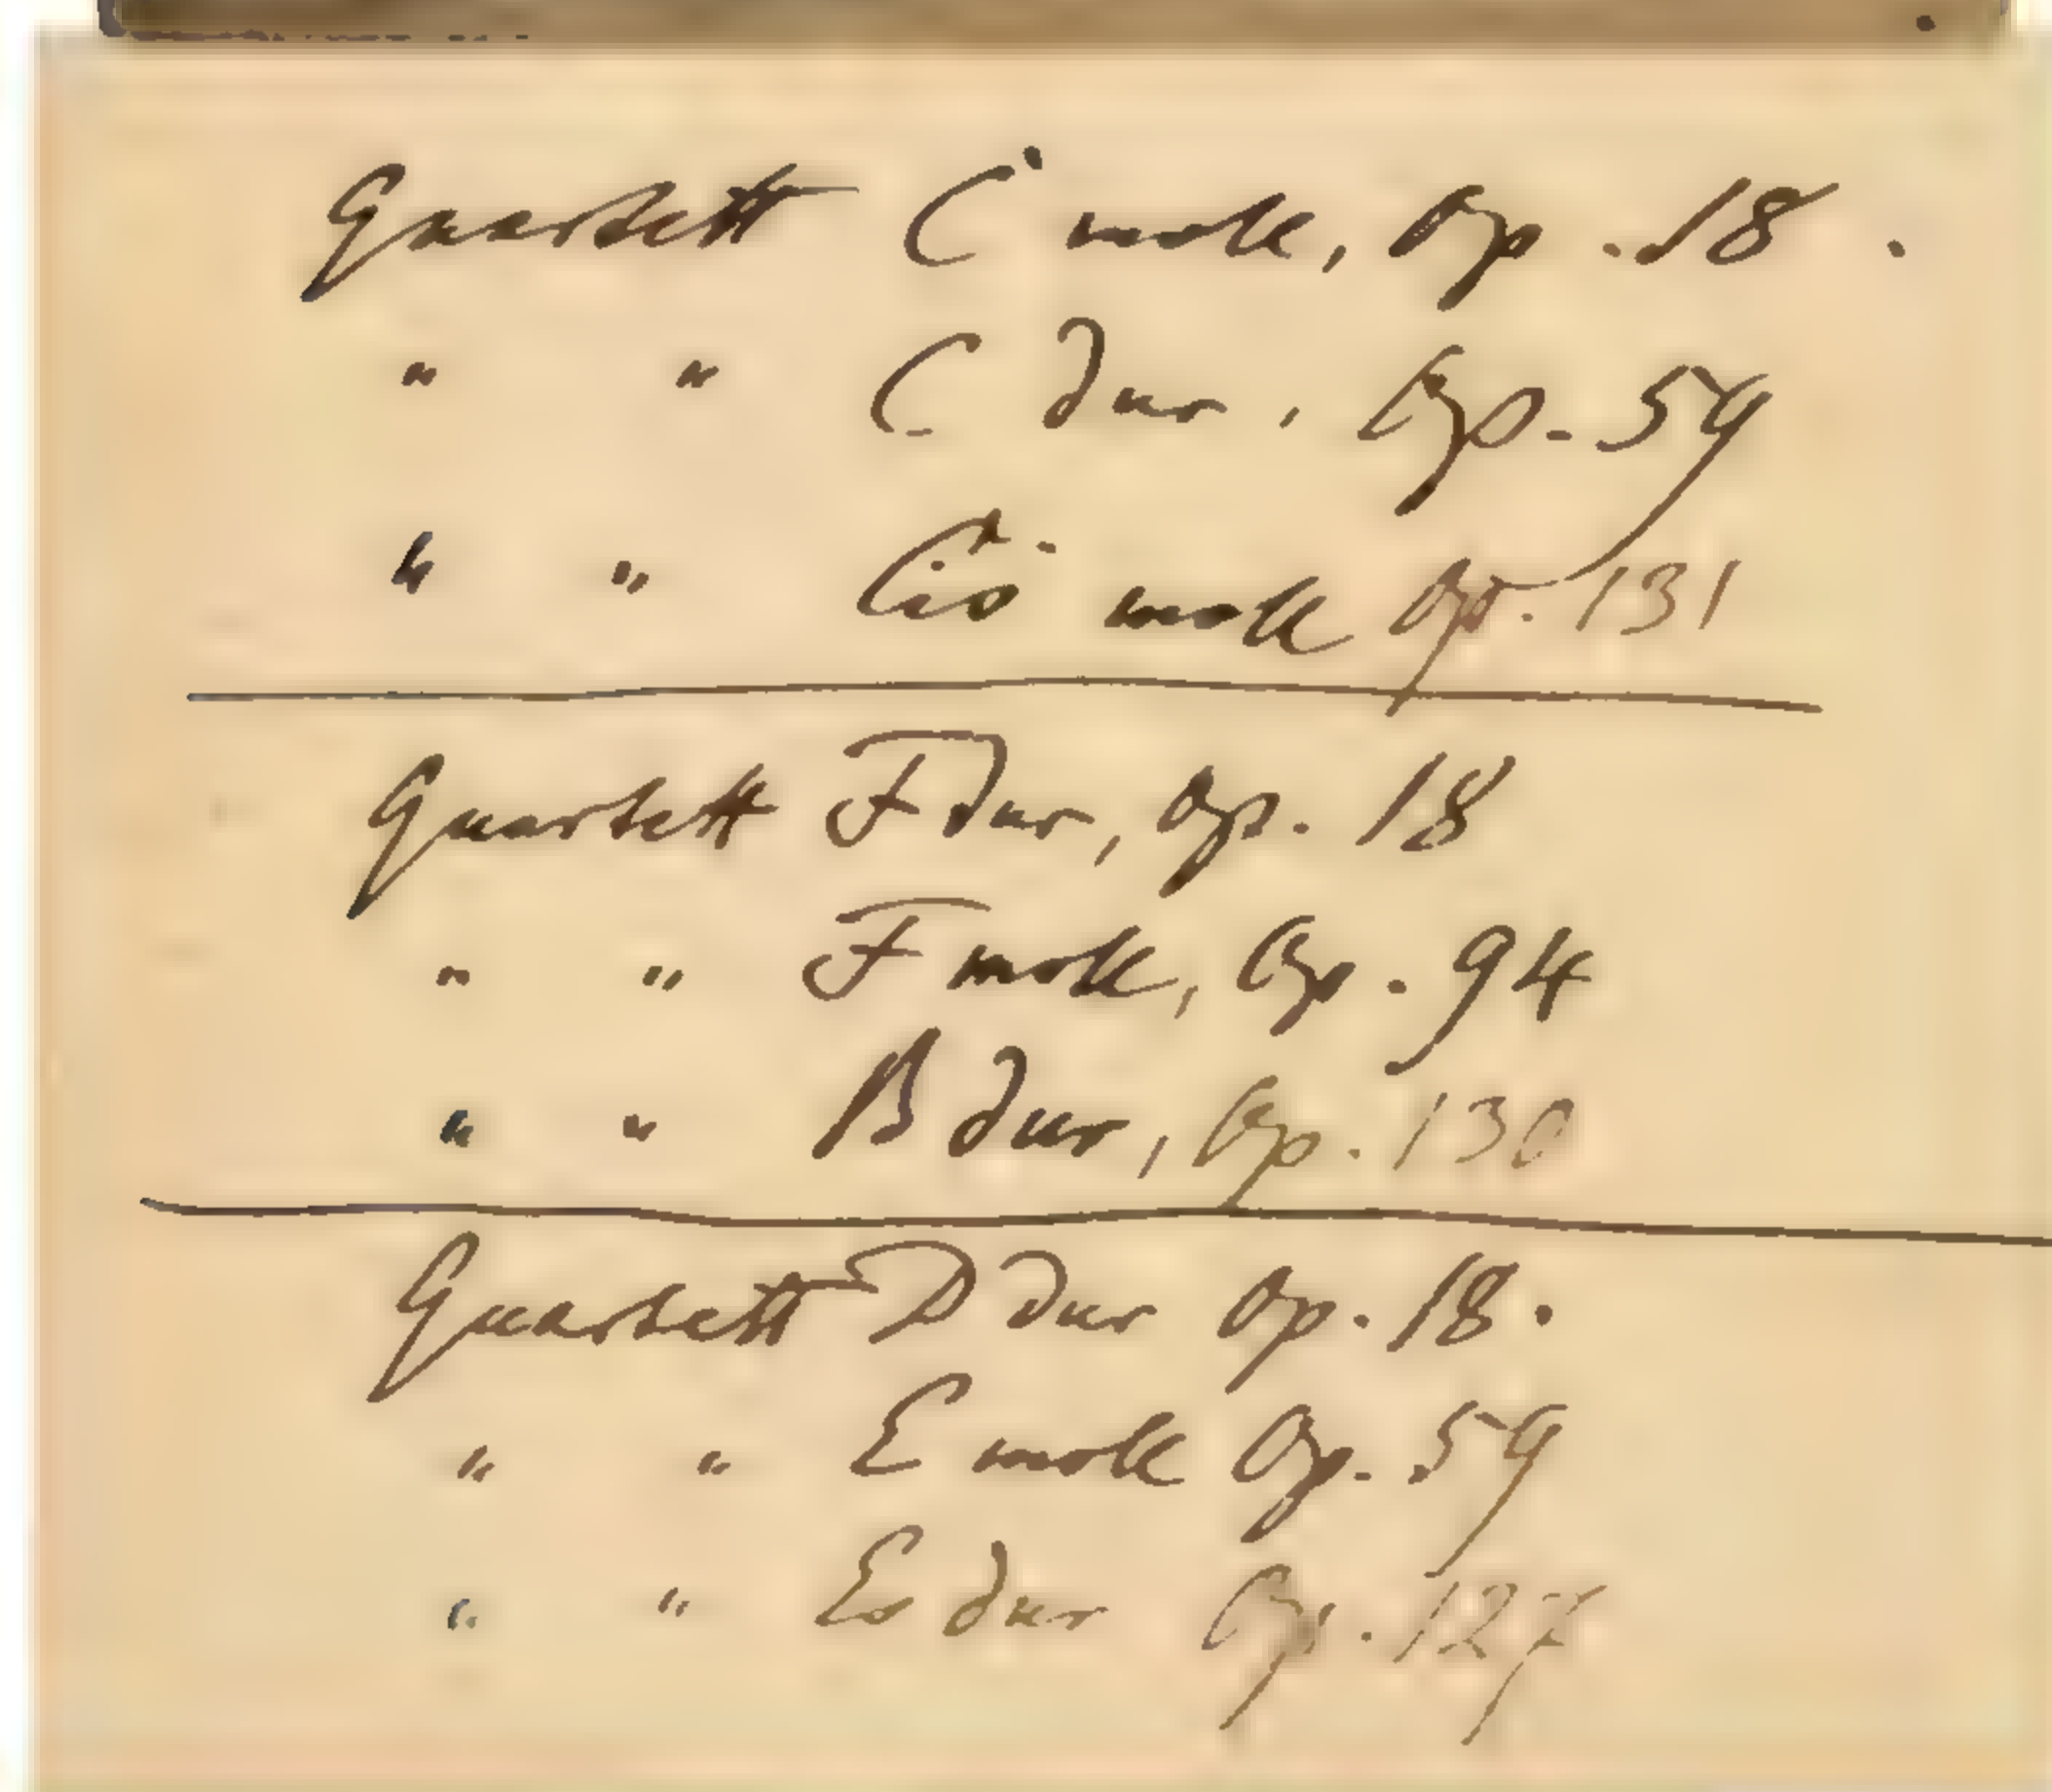 Quartett C moll, Op. 18.
" " C dur, Op. 59
" " Cis moll Op. 131
Quartett F dur, Op. 18
" " F moll, Op. 94
" " B dur, Op. 130
Quartett D dur Op. 18.
" " E moll Op. 59
" " Es dur Op. 127